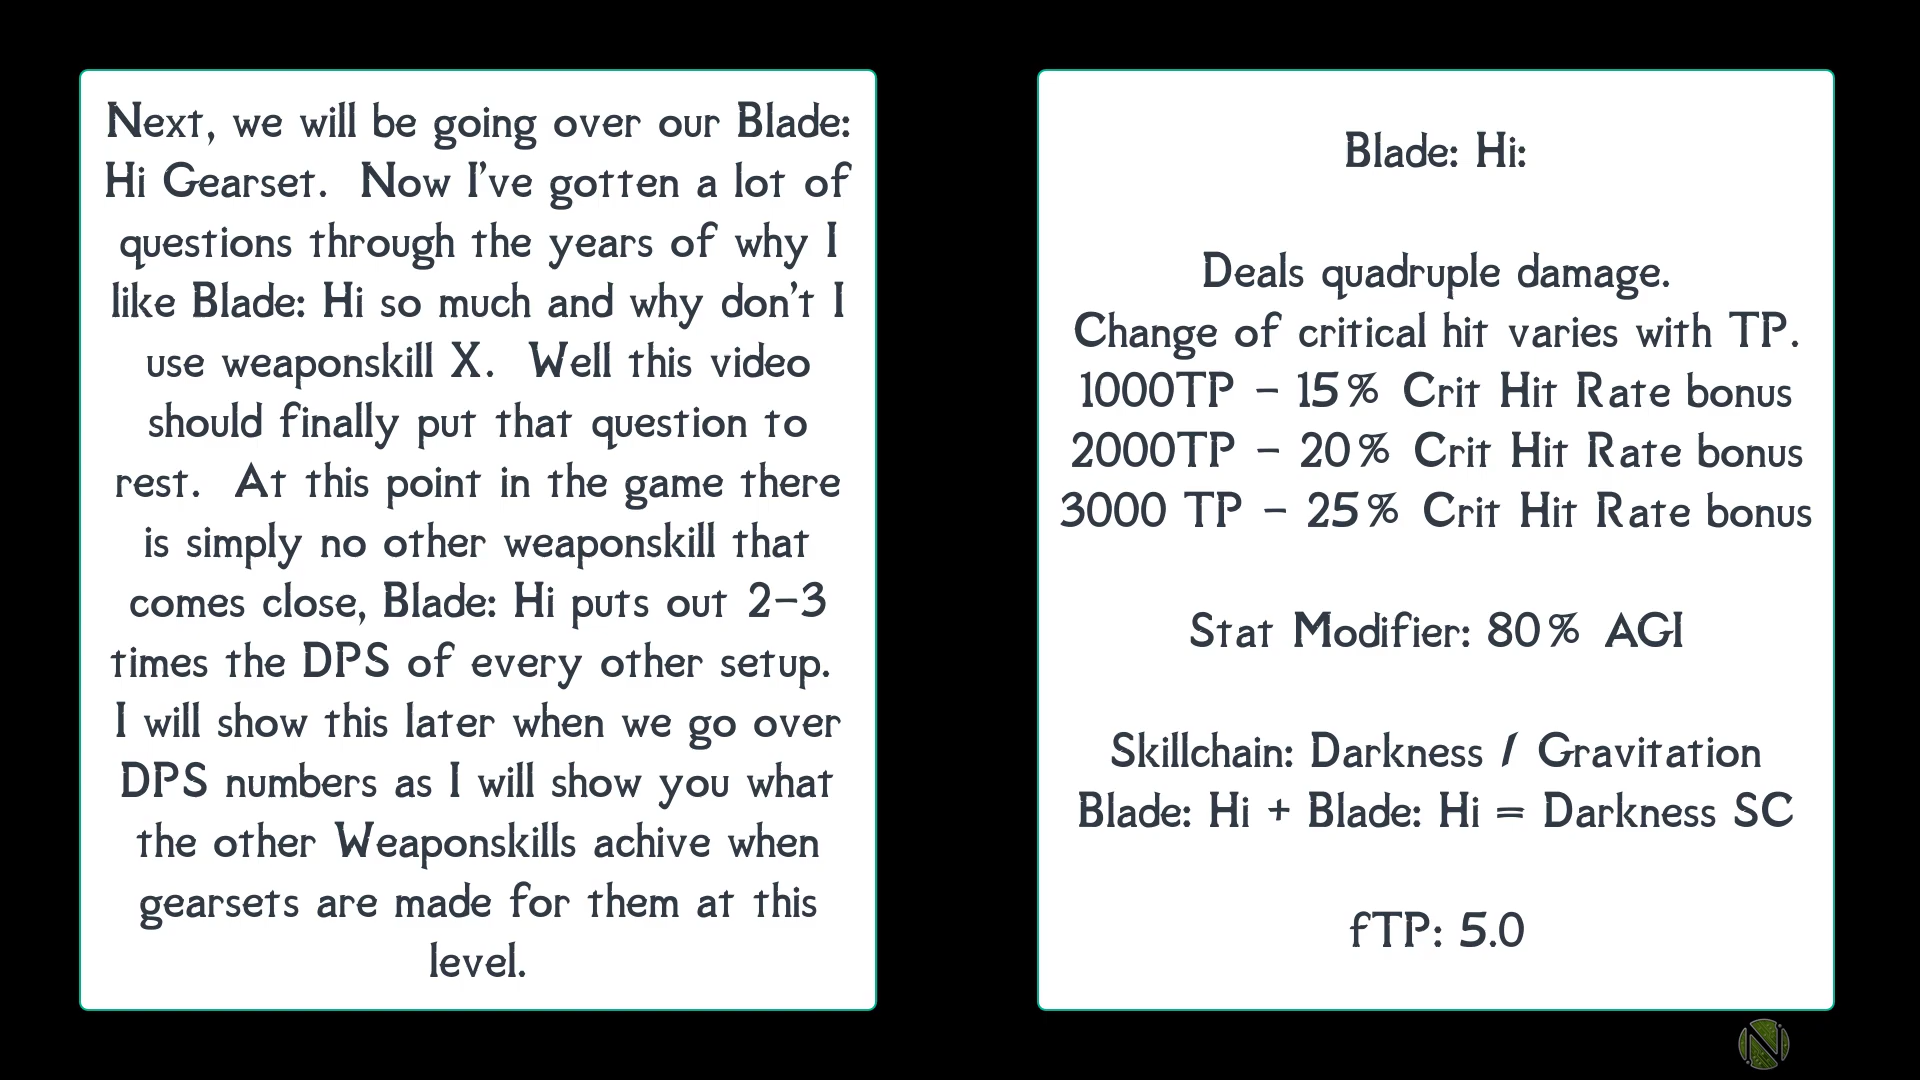 Next, we will be going over our Blade:
Hi Gearset.  Now I've gotten a lot of
questions through the years of why I
like Blade: Hi so much and why don't I
use weaponskill X.  Well this video
should finally put that question to
rest.  At this point in the game there
is simply no other weaponskill that
comes close, Blade: Hi puts out 2-3
times the DPS of every other setup.
I will show this later when we go over
DPS numbers as I will show you what
the other Weaponskills achive when
gearsets are made for them at this
level.
Blade: Hi:
Deals quadruple damage.
Change of critical hit varies with TP.
1000TP - 15% Crit Hit Rate bonus
2000TP - 20% Crit Hit Rate bonus
3000 TP - 25% Crit Hit Rate bonus
Stat Modifier: 80% AGI
Skillchain: Darkness / Gravitation
Blade: Hi + Blade: Hi = Darkness SC
fTP: 5.0
N